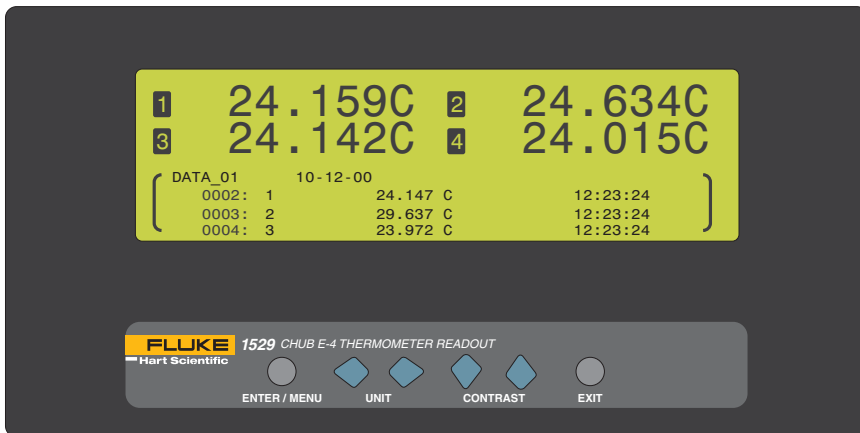 1 24.159C 2 24.634C
3 24.142C 4 24.015C
DATA_01 10-12-00
0002: 1 24.147 C 12:23:24
0003: 2 29.637 C 12:23:24
0004: 3 23.972 C 12:23:24
FLUKE 1529 CHUB E-4 THERMOMETER READOUT
Hart Scientific
ENTER / MENU UNIT CONTRAST EXIT